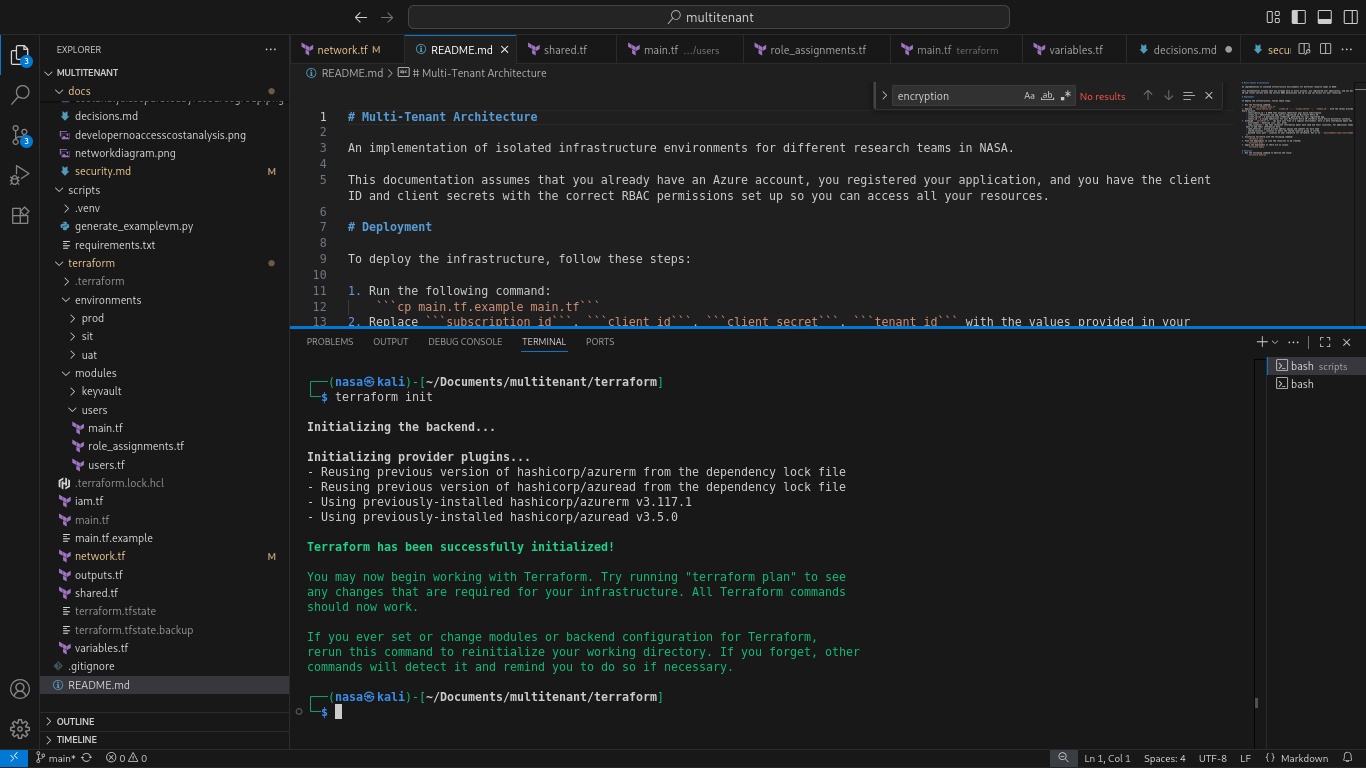 multitenant
EXPLORER
MULTITENANT
docs
decisions.md
developernoaccesscostanalysis.png
networkdiagram.png
security.md M
scripts
.venv
generate_examplevm.py
requirements.txt
terraform
.terraform
environments
prod
sit
uat
modules
keyvault
users
main.tf
role_assignments.tf
users.tf
.terraform.lock.hcl
iam.tf
main.tf
main.tf.example
network.tf M
outputs.tf
shared.tf
terraform.tfstate
terraform.tfstate.backup
variables.tf
.gitignore
README.md
OUTLINE
TIMELINE
3
3
network.tf M
README.md
shared.tf
main.tf .../users
role_assignments.tf
main.tf terraform
variables.tf
decisions.md
secu
README.md > # Multi-Tenant Architecture
encryption Aa ab .* No results
1 # Multi-Tenant Architecture
2
3 An implementation of isolated infrastructure environments for different research teams in NASA.
4
5 This documentation assumes that you already have an Azure account, you registered your application, and you have the client
ID and client secrets with the correct RBAC permissions set up so you can access all your resources.
6
7 # Deployment
8
9 To deploy the infrastructure, follow these steps:
10
11 1. Run the following command:
12 ```cp main.tf.example main.tf```
13 2. Replace ```subscription_id```, ```client_id```, ```client_secret```, ```tenant_id``` with the values provided in your
PROBLEMS OUTPUT DEBUG CONSOLE TERMINAL PORTS
bash scripts
bash
┌──(nasa㉿kali)-[~/Documents/multitenant/terraform]
└─$ terraform init
Initializing the backend...
Initializing provider plugins...
- Reusing previous version of hashicorp/azurerm from the dependency lock file
- Reusing previous version of hashicorp/azuread from the dependency lock file
- Using previously-installed hashicorp/azurerm v3.117.1
- Using previously-installed hashicorp/azuread v3.5.0
Terraform has been successfully initialized!
You may now begin working with Terraform. Try running "terraform plan" to see
any changes that are required for your infrastructure. All Terraform commands
should now work.
If you ever set or change modules or backend configuration for Terraform,
rerun this command to reinitialize your working directory. If you forget, other
commands will detect it and remind you to do so if necessary.
┌──(nasa㉿kali)-[~/Documents/multitenant/terraform]
└─$
main* 0 0
Ln 1, Col 1 Spaces: 4 UTF-8 LF {} Markdown